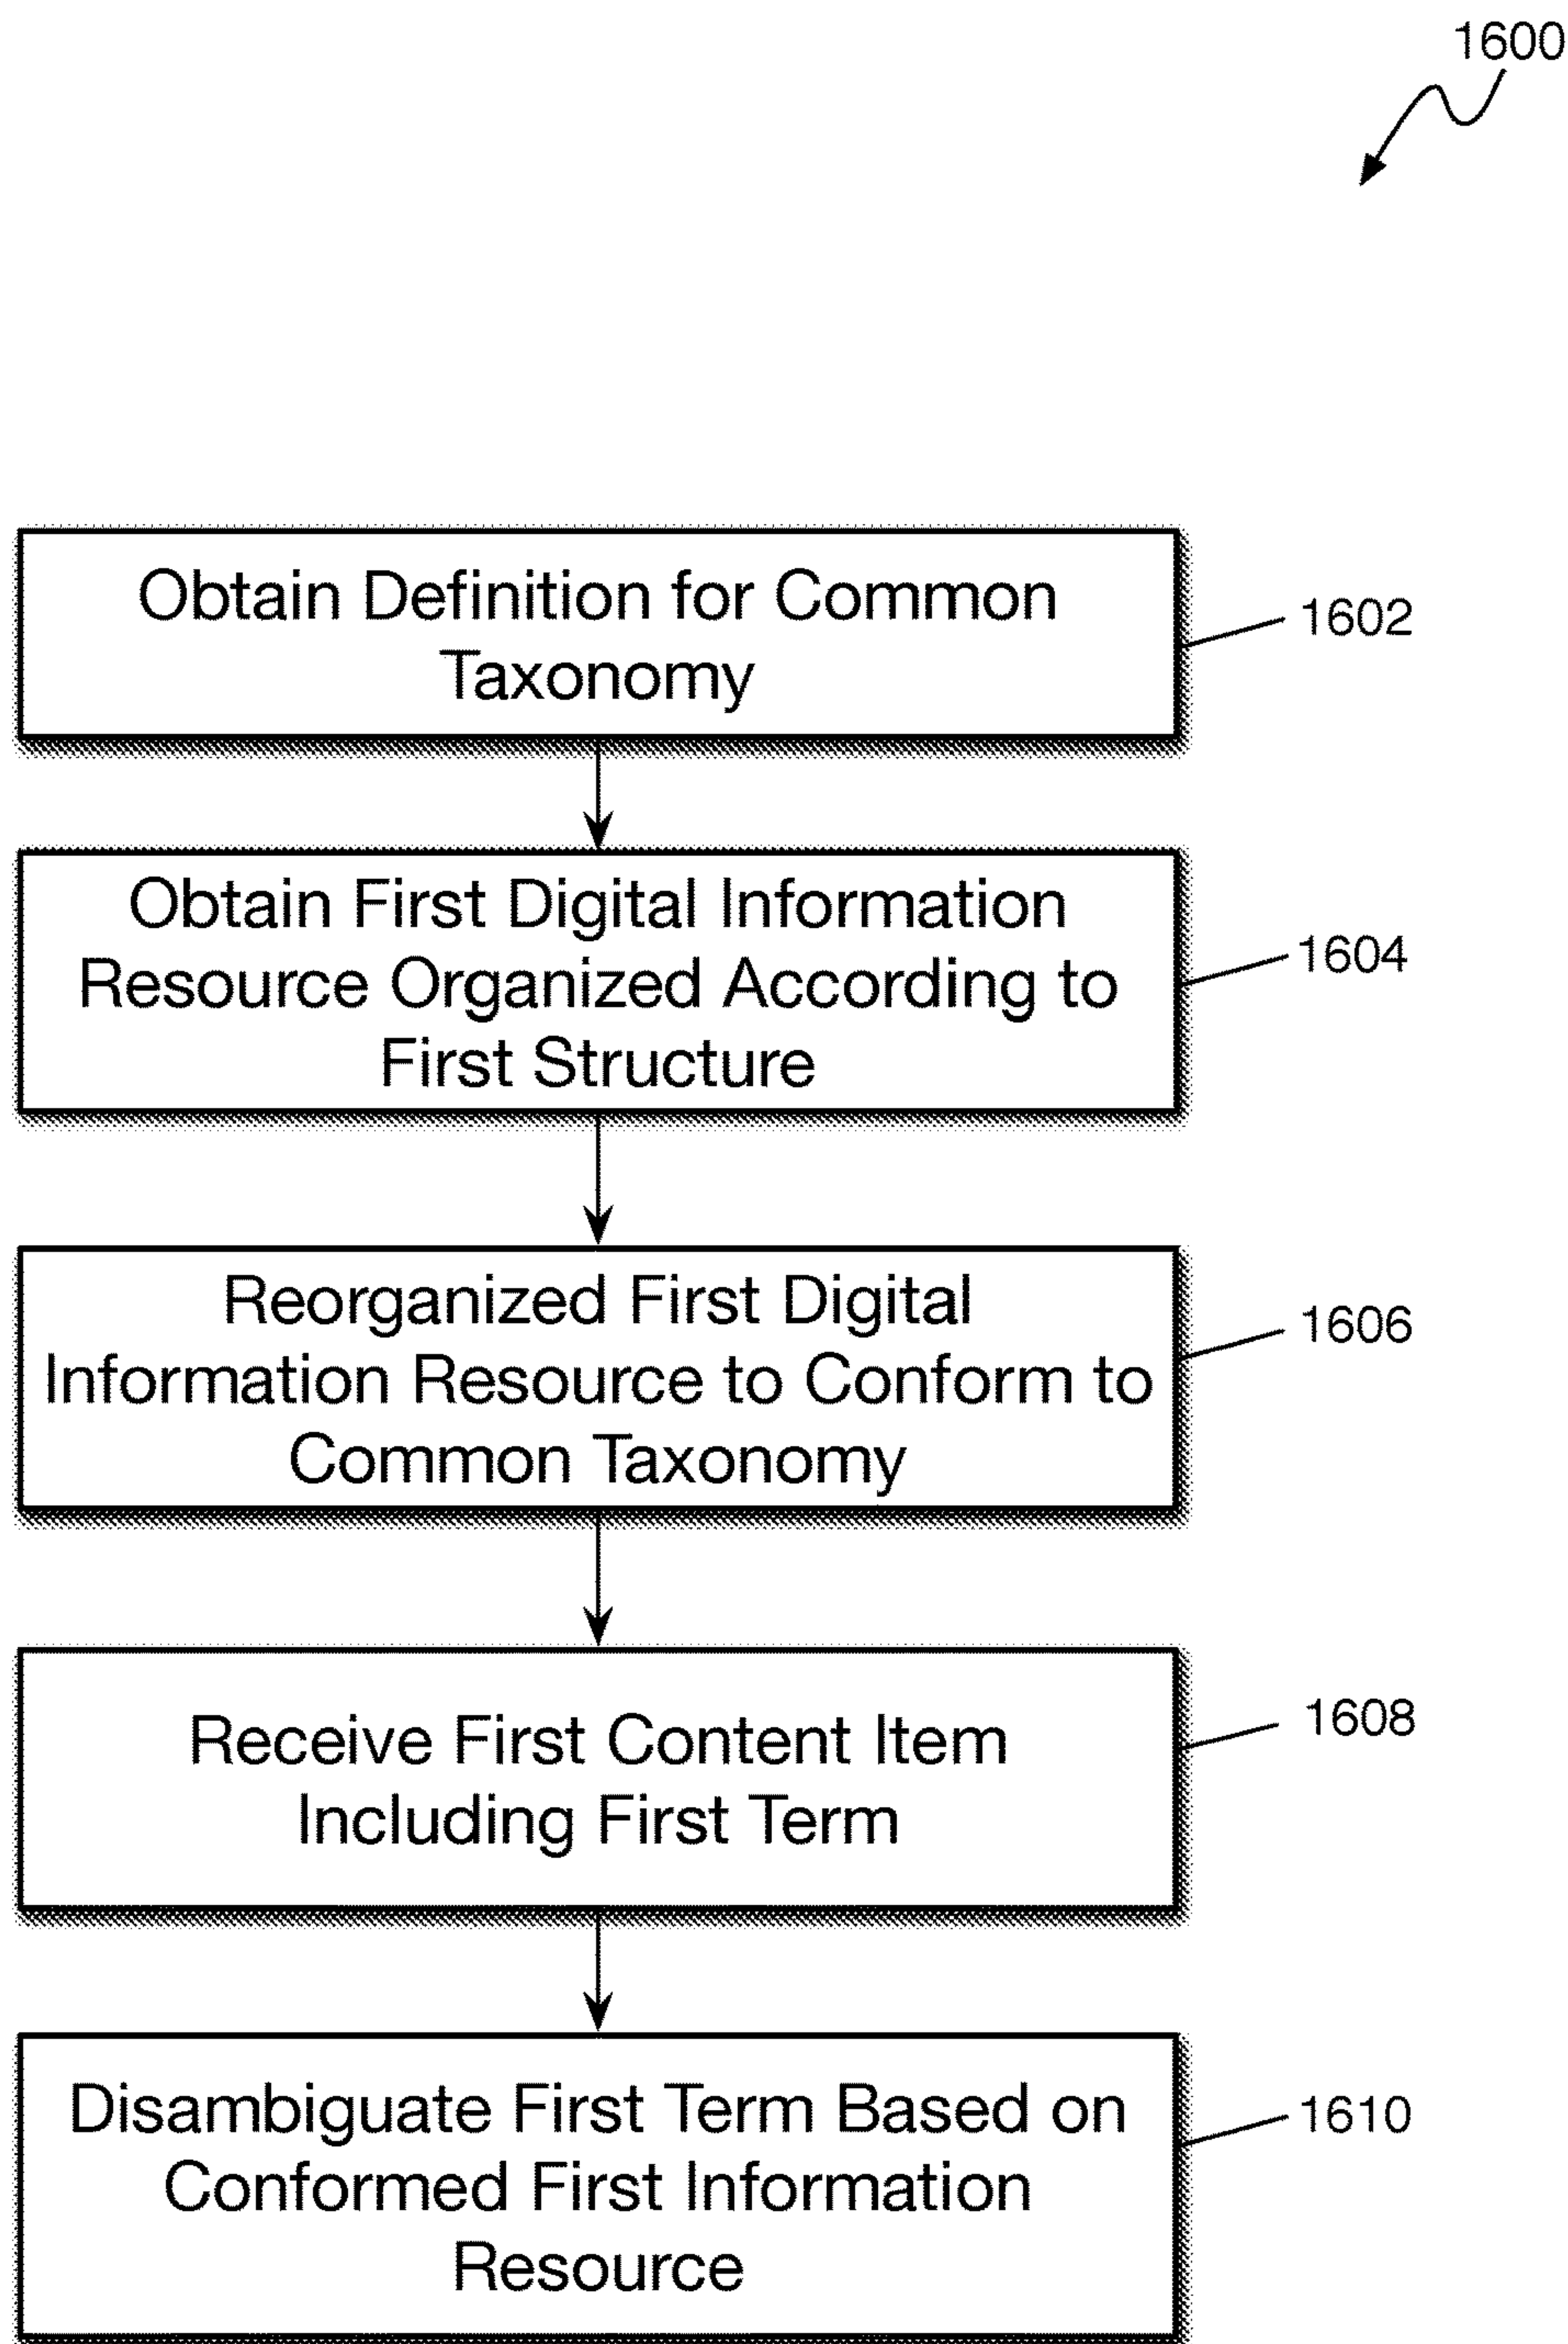 1600
Obtain Definition for Common
Taxonomy
1602
Obtain First Digital Information
Resource Organized According to
First Structure
1604
Reorganized First Digital
Information Resource to Conform to
Common Taxonomy
1606
Receive First Content Item
Including First Term
1608
Disambiguate First Term Based on
Conformed First Information
Resource
1610